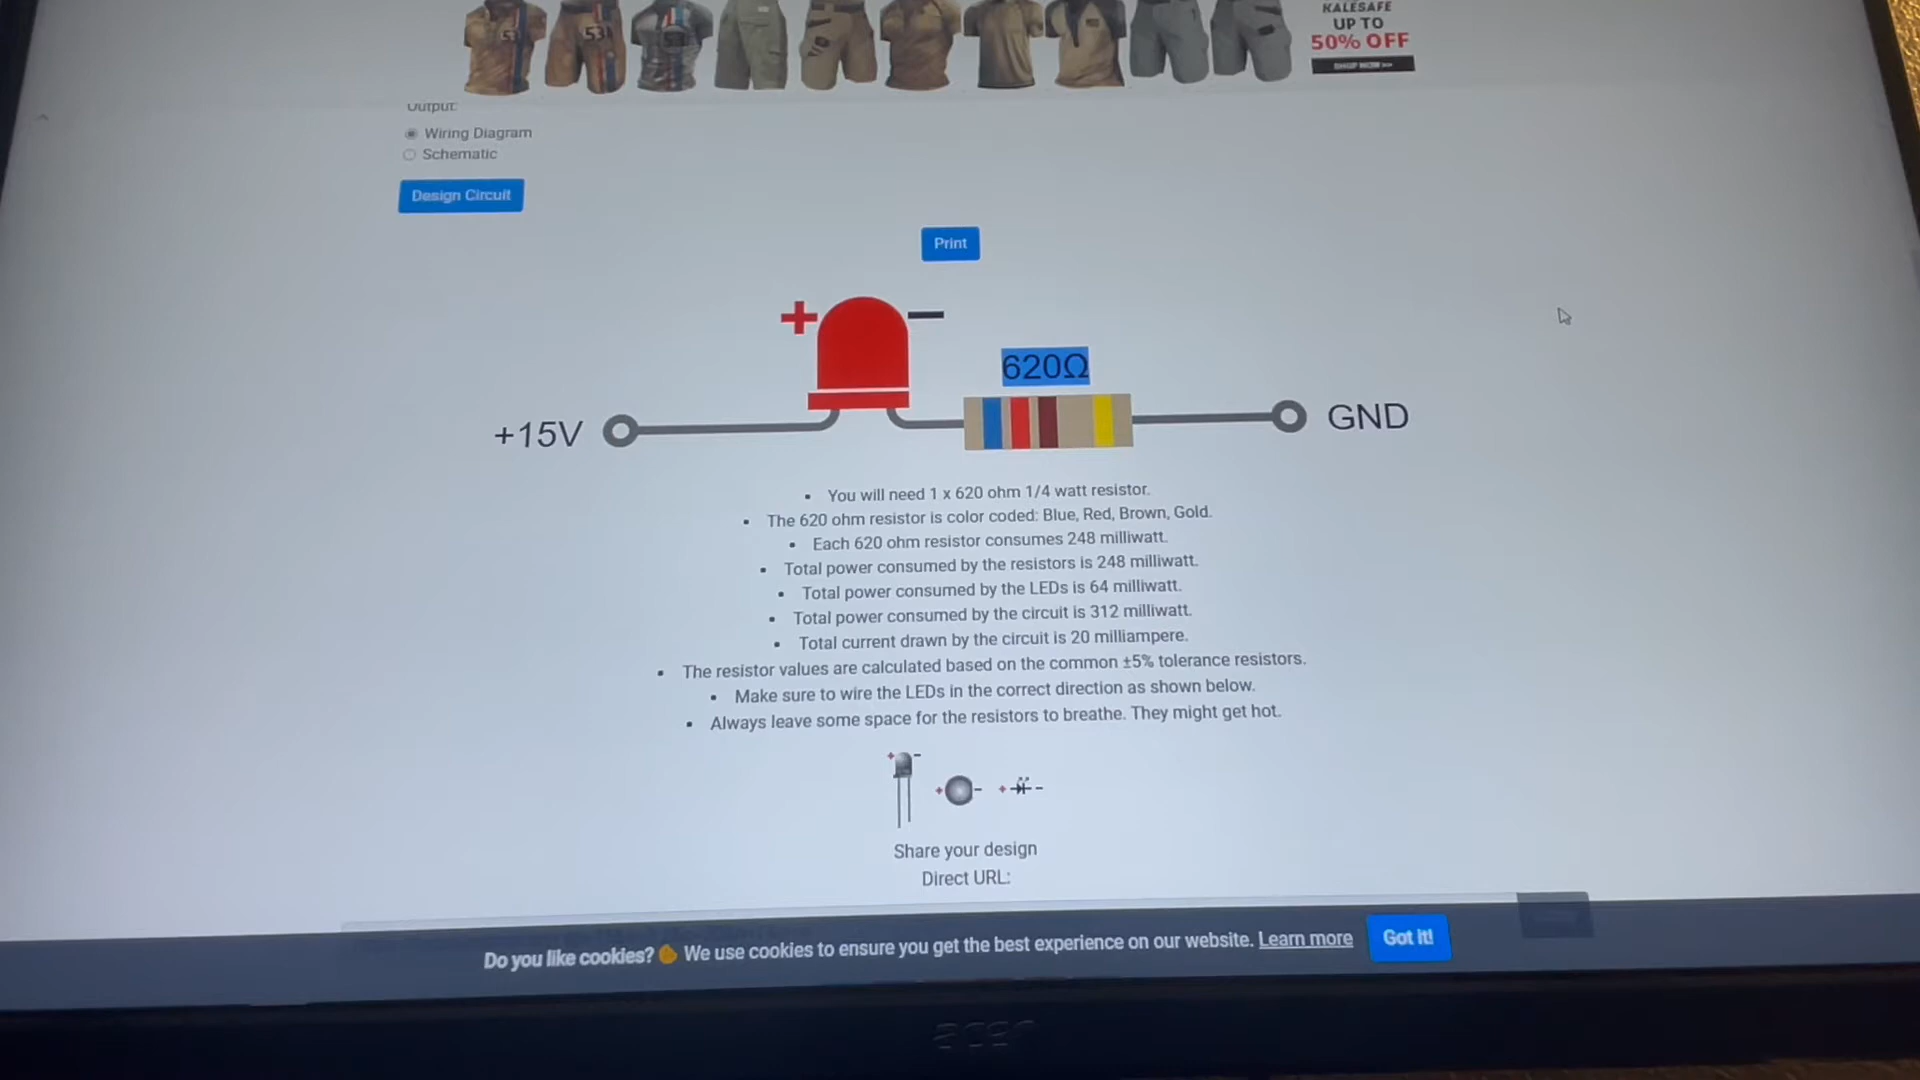 KALESAFE
UP TO
50% OFF
SHOP NOW >>
53
Output:
Wiring Diagram
Schematic
Design Circuit
Print
+ −
620Ω
+15V
GND
• You will need 1 x 620 ohm 1/4 watt resistor.
• The 620 ohm resistor is color coded: Blue, Red, Brown, Gold.
• Each 620 ohm resistor consumes 248 milliwatt.
• Total power consumed by the resistors is 248 milliwatt.
• Total power consumed by the LEDs is 64 milliwatt.
• Total power consumed by the circuit is 312 milliwatt.
• Total current drawn by the circuit is 20 milliampere.
• The resistor values are calculated based on the common ±5% tolerance resistors.
• Make sure to wire the LEDs in the correct direction as shown below.
• Always leave some space for the resistors to breathe. They might get hot.
+ - + - + -
Share your design
Direct URL:
Do you like cookies? We use cookies to ensure you get the best experience on our website. Learn more
Got it!
acer